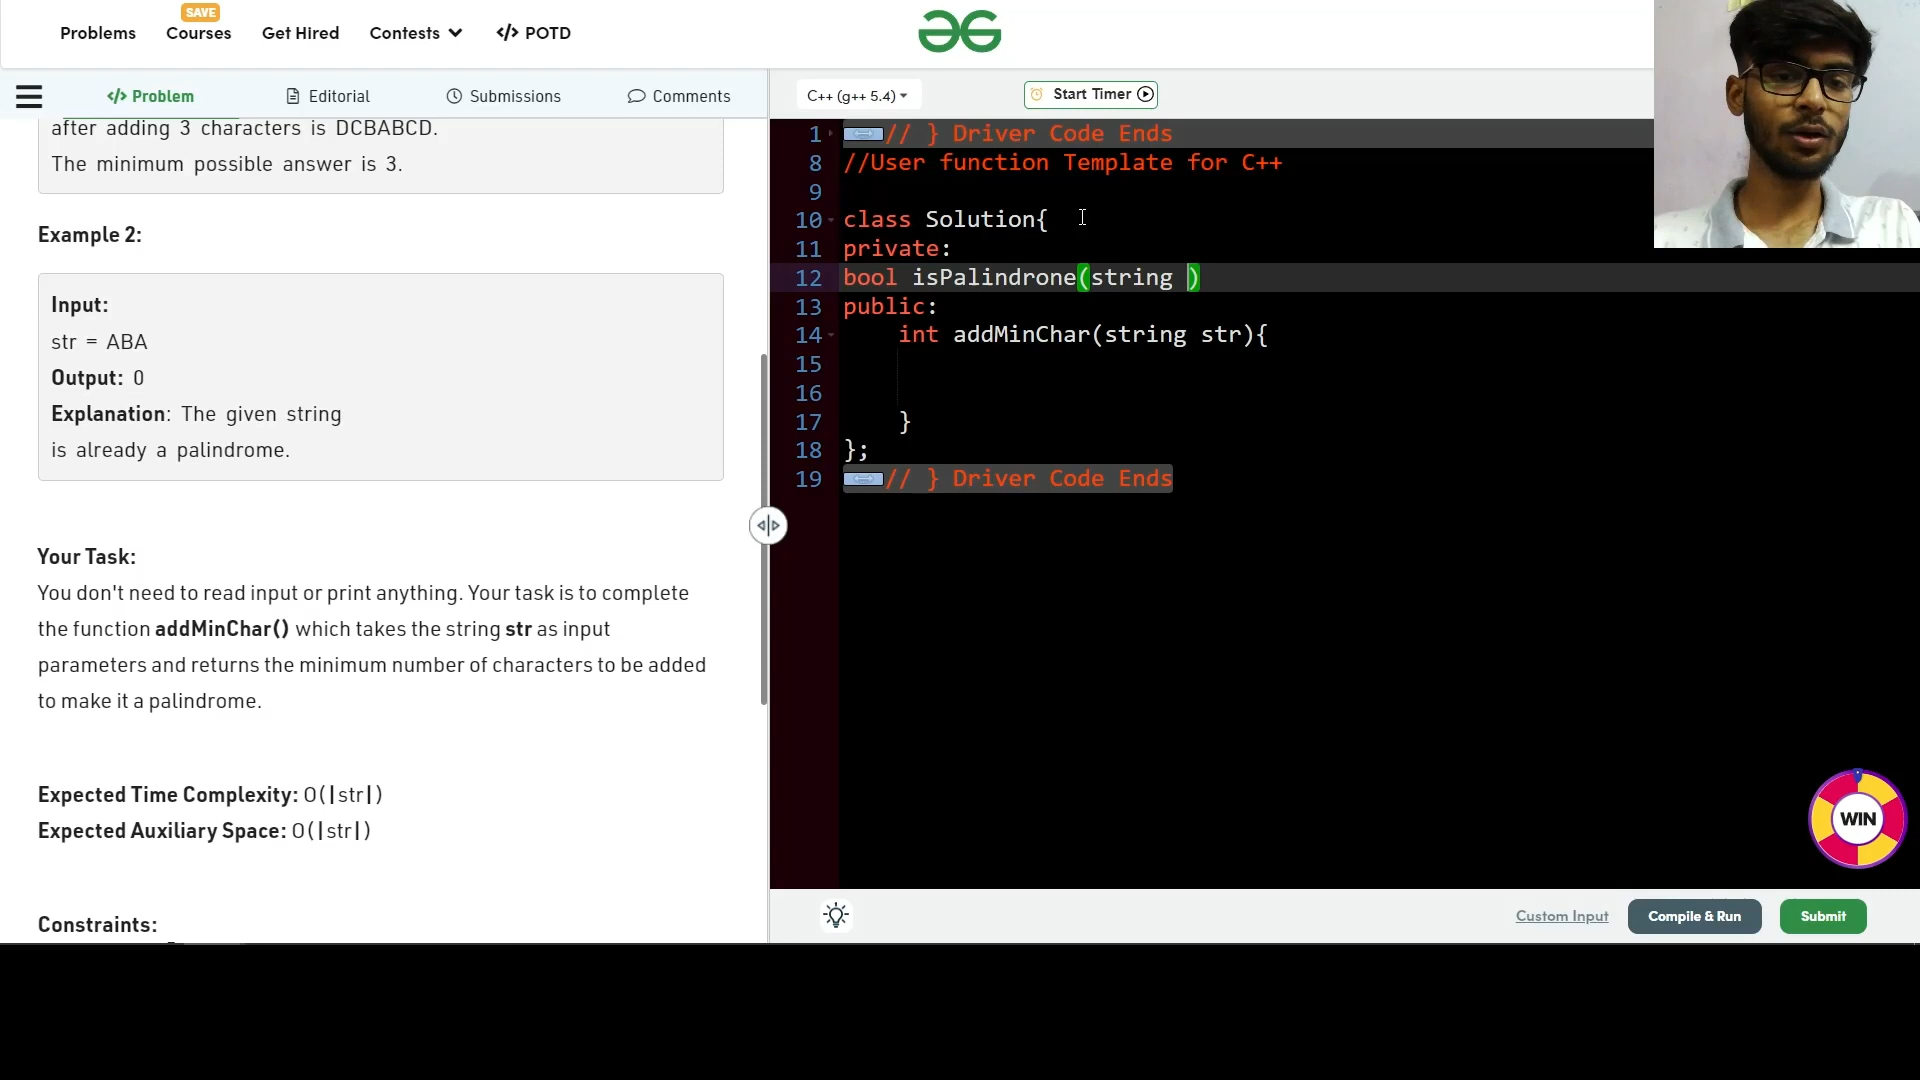 SAVE
Problems Courses Get Hired Contests </> POTD
</> Problem Editorial Submissions Comments
C++ (g++ 5.4) Start Timer
after adding 3 characters is DCBABCD.
The minimum possible answer is 3.
Example 2:
Input:
str = ABA
Output: 0
Explanation: The given string
is already a palindrome.
Your Task:
You don't need to read input or print anything. Your task is to complete
the function addMinChar() which takes the string str as input
parameters and returns the minimum number of characters to be added
to make it a palindrome.
Expected Time Complexity: O(|str|)
Expected Auxiliary Space: O(|str|)
Constraints:
1 // } Driver Code Ends
8 //User function Template for C++
9
10 class Solution{
11 private:
12 bool isPalindrone(string )
13 public:
14 int addMinChar(string str){
15
16
17 }
18 };
19 // } Driver Code Ends
WIN
Custom Input Compile & Run Submit